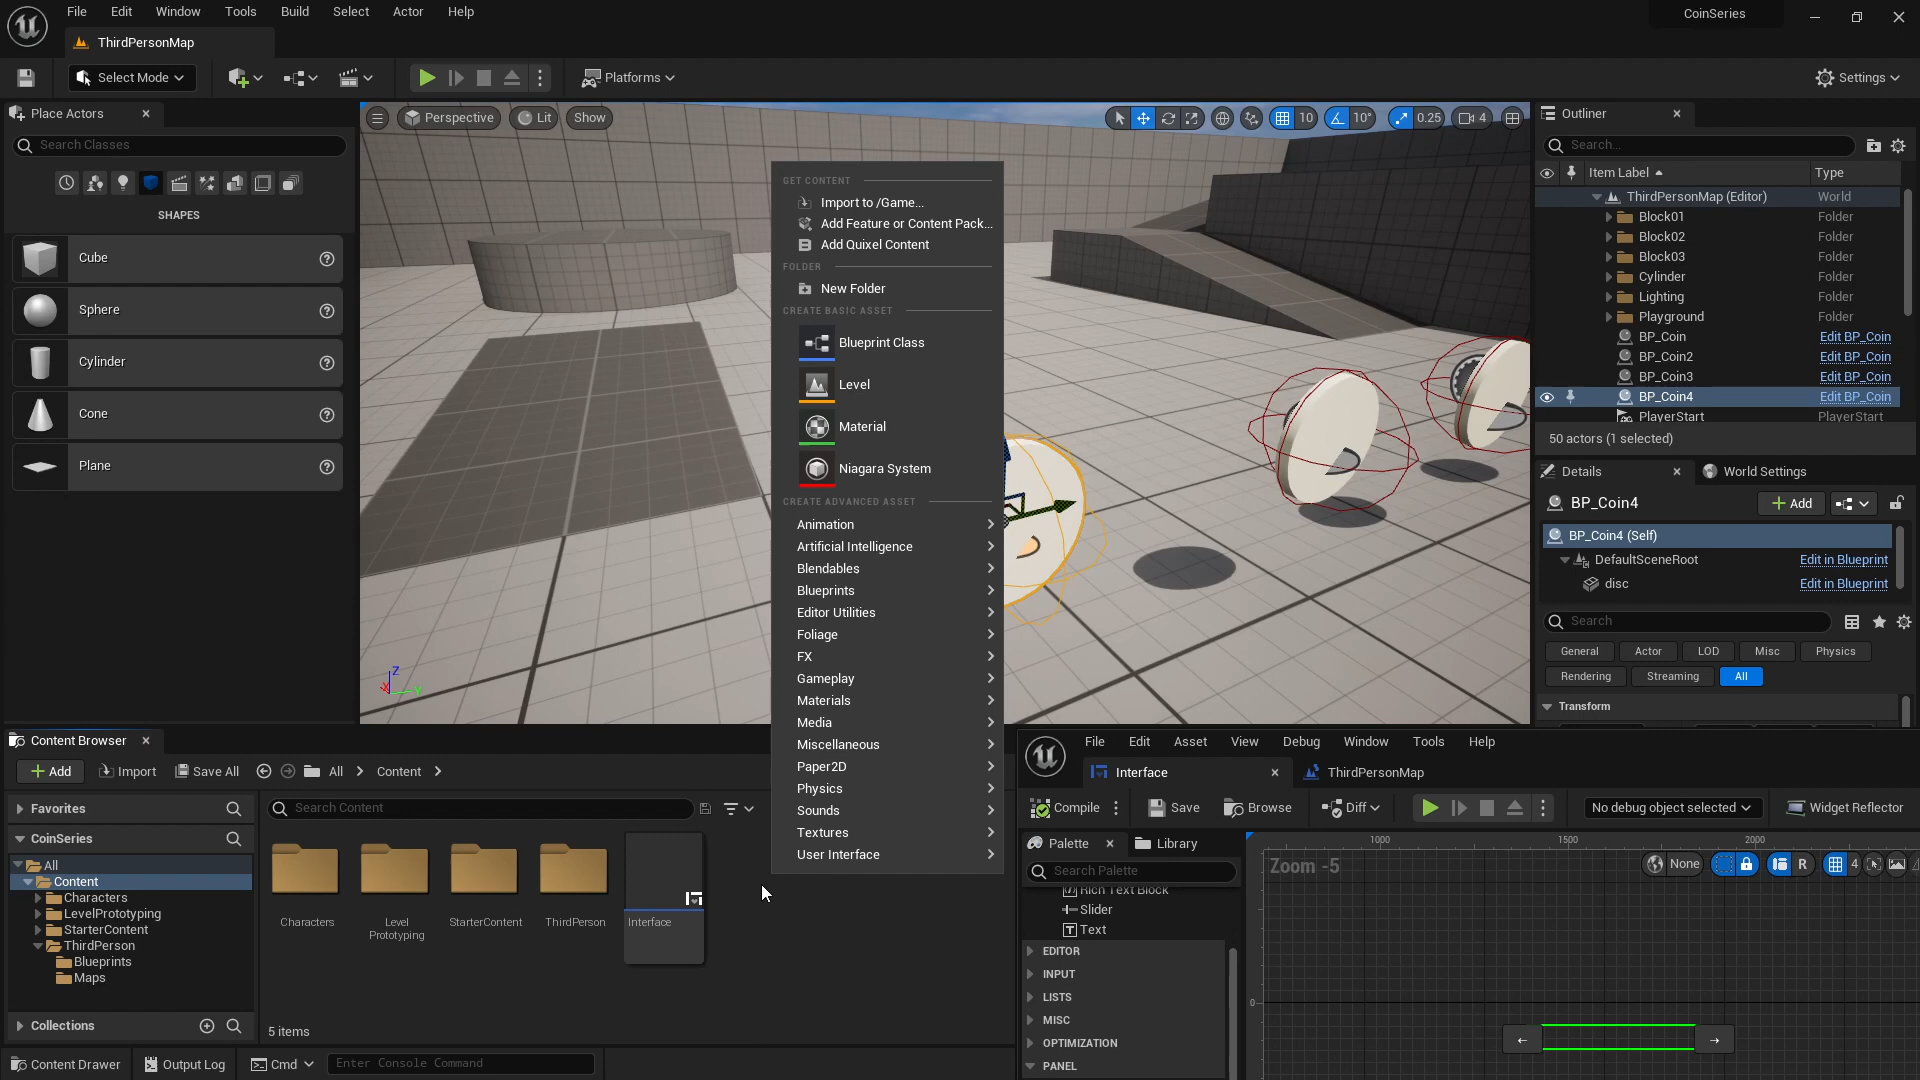 File Edit Window Tools Build Select Actor Help
CoinSeries
ThirdPersonMap
Select Mode
Platforms
Settings
Place Actors
Search Classes
SHAPES
Cube
Sphere
Cylinder
Cone
Plane
Perspective Lit Show
10 10° 0.25 4
GET CONTENT
Import to /Game...
Add Feature or Content Pack...
Add Quixel Content
FOLDER
New Folder
CREATE BASIC ASSET
Blueprint Class
Level
Material
Niagara System
CREATE ADVANCED ASSET
Animation
Artificial Intelligence
Blendables
Blueprints
Editor Utilities
Foliage
FX
Gameplay
Materials
Media
Miscellaneous
Paper2D
Physics
Sounds
Textures
User Interface
Z
X
Y
Outliner
Search...
Item Label Type
ThirdPersonMap (Editor) World
Block01 Folder
Block02 Folder
Block03 Folder
Cylinder Folder
Lighting Folder
Playground Folder
BP_Coin Edit BP_Coin
BP_Coin2 Edit BP_Coin
BP_Coin3 Edit BP_Coin
BP_Coin4 Edit BP_Coin
PlayerStart PlayerStart
50 actors (1 selected)
Details World Settings
BP_Coin4 Add
BP_Coin4 (Self)
DefaultSceneRoot Edit in Blueprint
disc Edit in Blueprint
Search
General Actor LOD Misc Physics
Rendering Streaming All
Transform
Content Browser
Add Import Save All All Content
Favorites
Search Content
CoinSeries
All
Content
Characters
LevelPrototyping
StarterContent
ThirdPerson
Blueprints
Maps
Collections
Characters
Level
Prototyping
StarterContent
ThirdPerson
Interface
5 items
Content Drawer Output Log Cmd Enter Console Command
File Edit Asset View Debug Window Tools Help
Interface ThirdPersonMap
Compile Save Browse Diff No debug object selected Widget Reflector
Palette Library
Search Palette
Rich Text Block
Slider
Text
EDITOR
INPUT
LISTS
MISC
OPTIMIZATION
PANEL
1000 1500 2000
Zoom -5
None R 4
0
← →